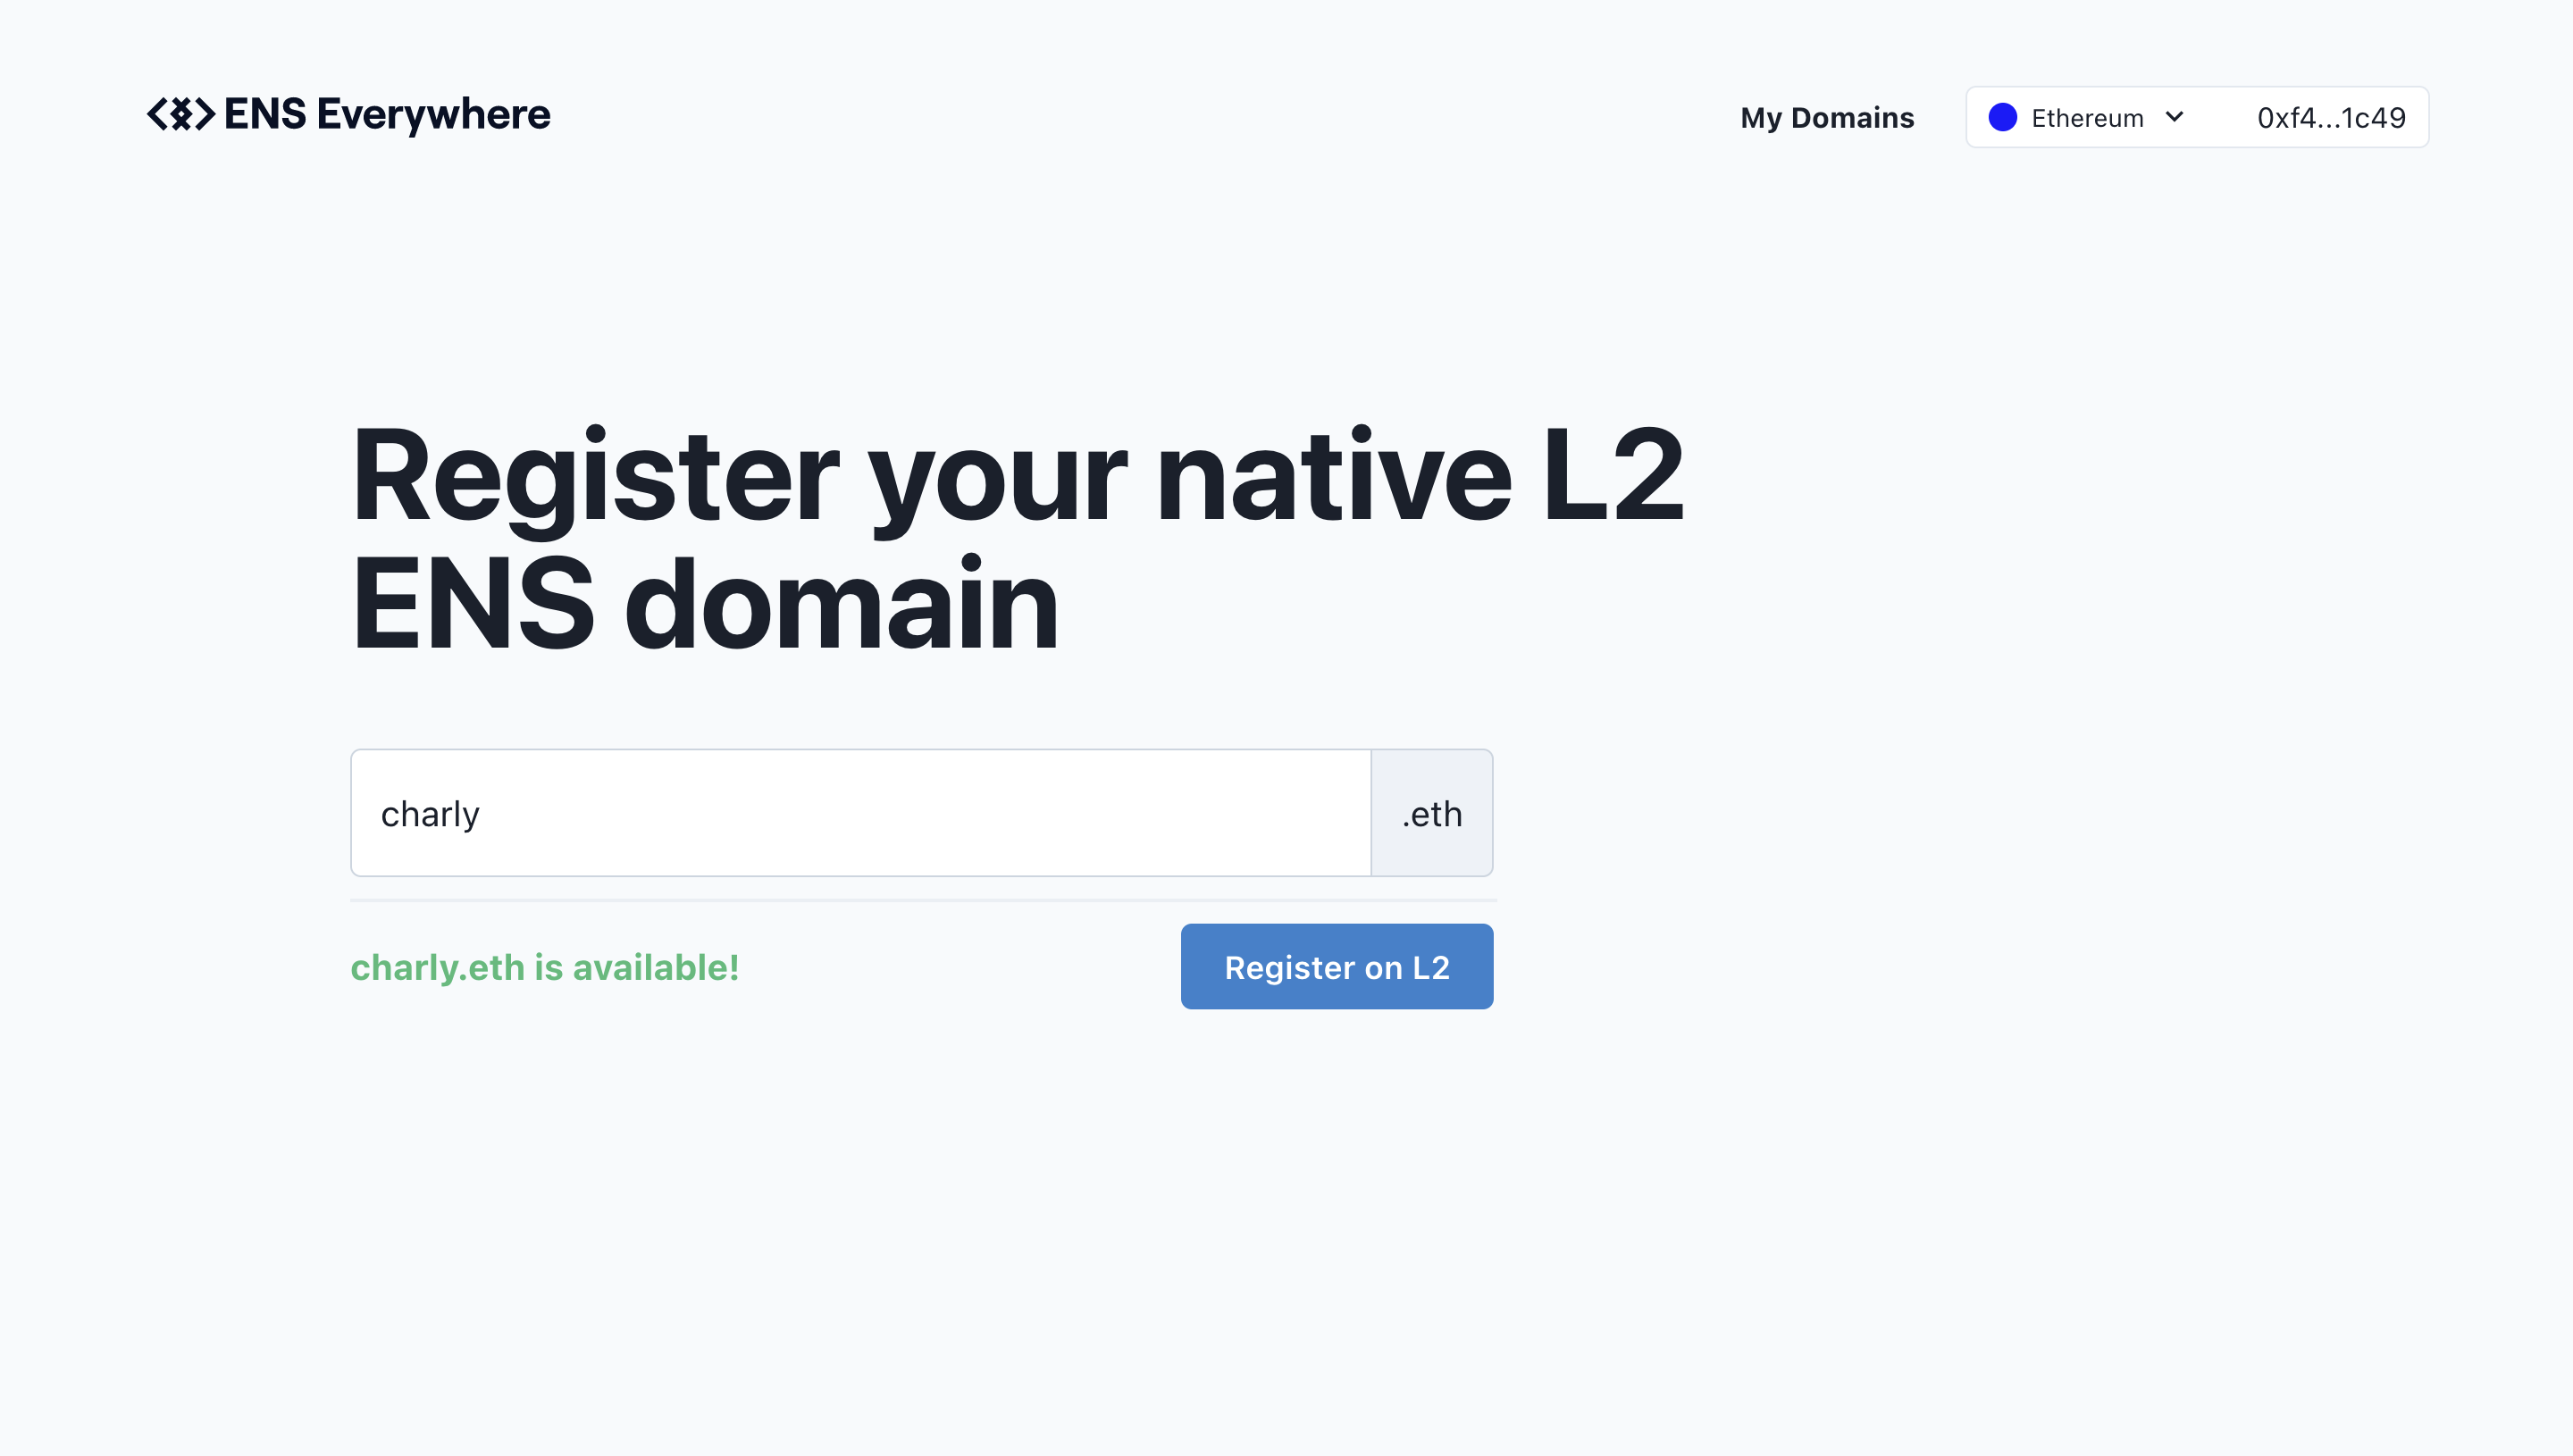 ENS Everywhere
My Domains
Ethereum
0xf4...1c49
Register your native L2
ENS domain
charly
.eth
charly.eth is available!
Register on L2